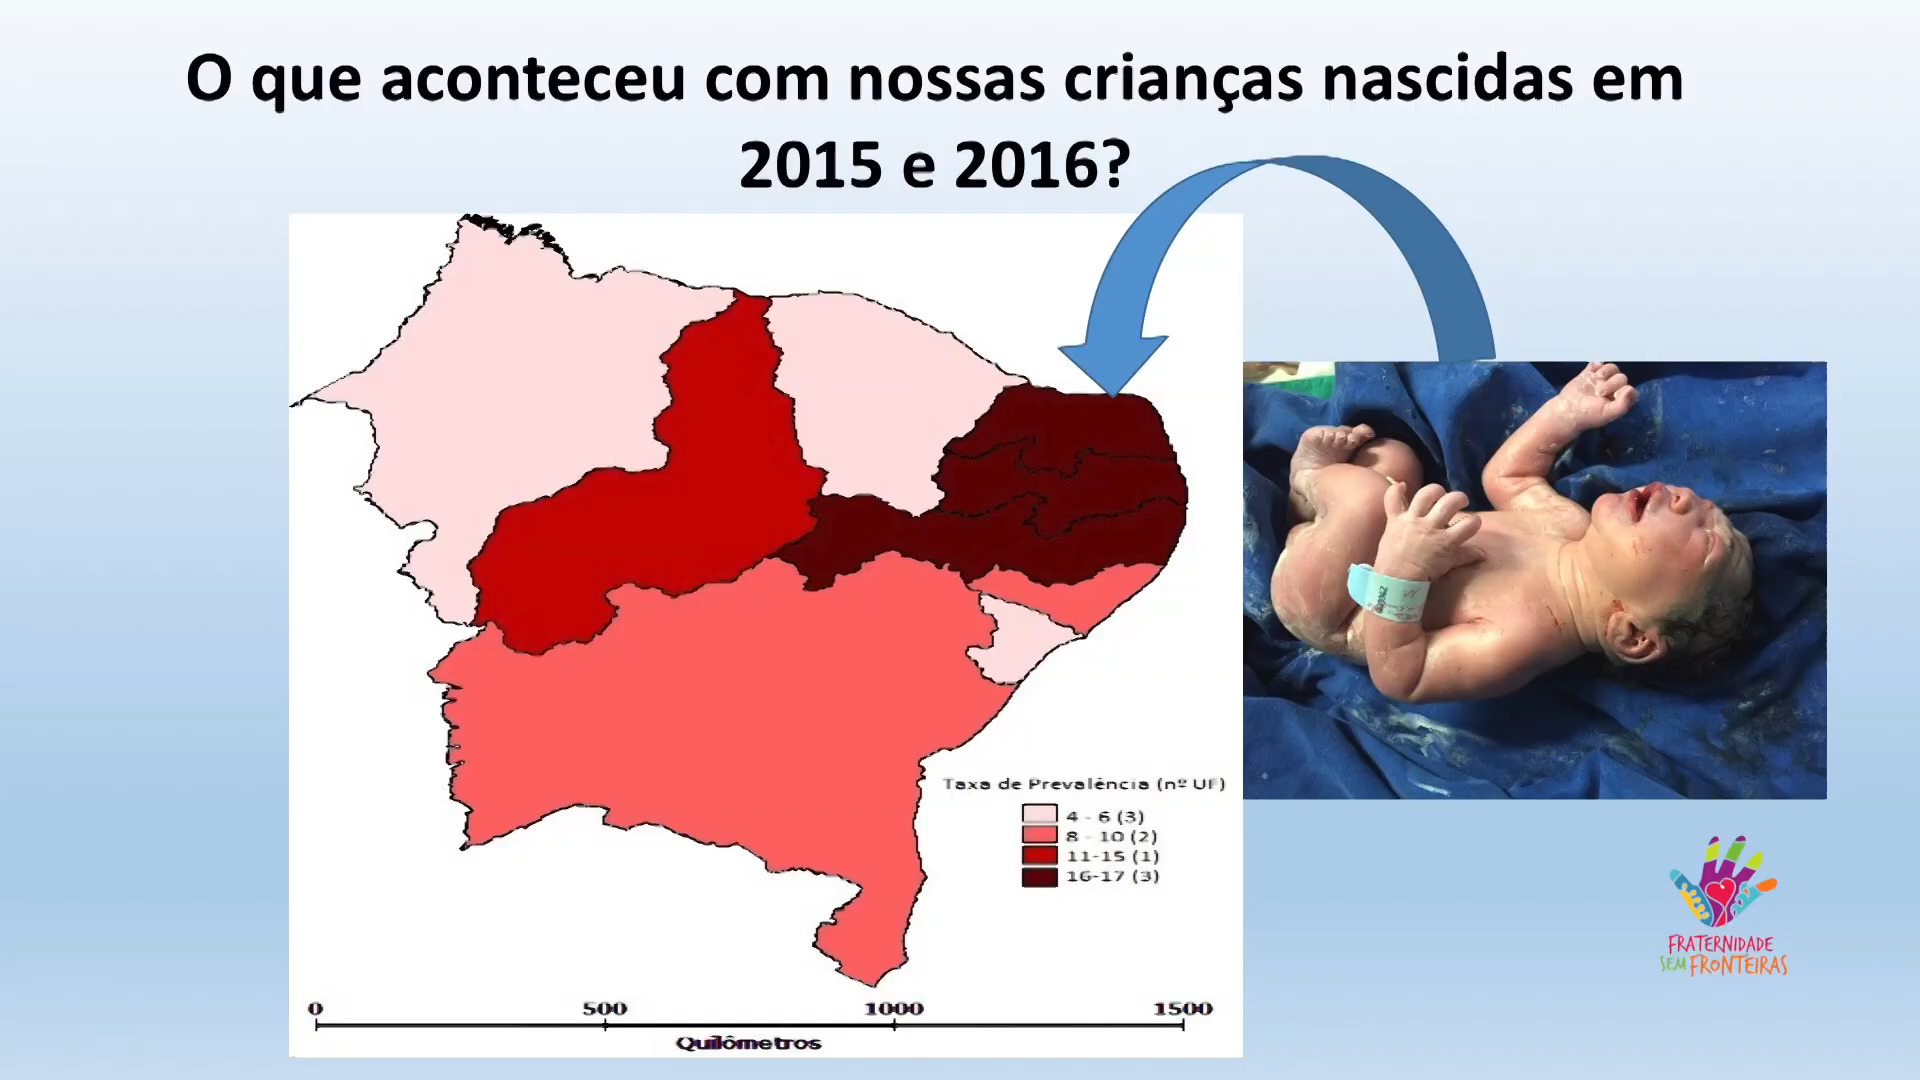 O que aconteceu com nossas crianças nascidas em
2015 e 2016?
Taxa de Prevalência (nº UF)
4 - 6 (3)
8 - 10 (2)
11-15 (1)
16-17 (3)
0 500 1000 1500
Quilômetros
FRATERNIDADE
SEM FRONTEIRAS